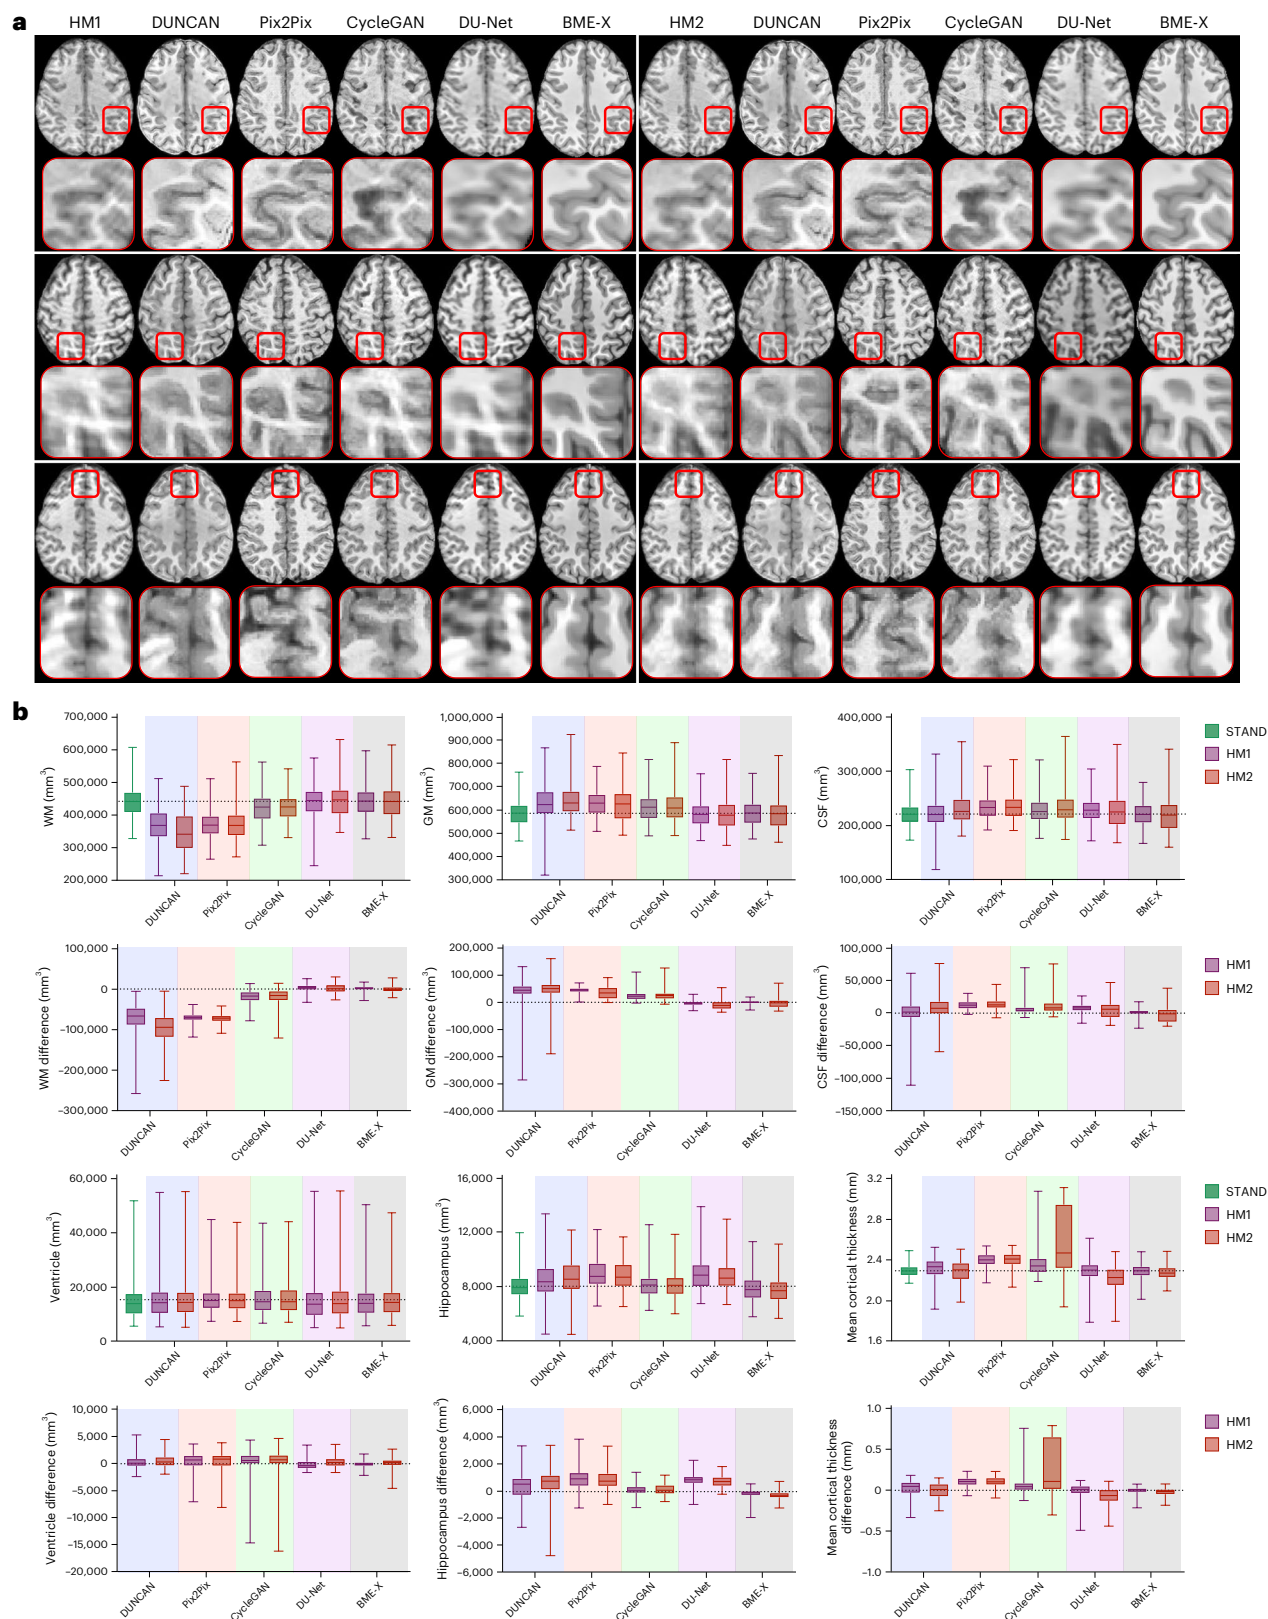 a
HM1 DUNCAN Pix2Pix CycleGAN DU-Net BME-X HM2 DUNCAN Pix2Pix CycleGAN DU-Net BME-X
b
WM (mm3)
700,000
600,000
500,000
400,000
300,000
200,000
DUNCAN Pix2Pix CycleGAN DU-Net BME-X
GM (mm3)
1,000,000
900,000
800,000
700,000
600,000
500,000
400,000
300,000
DUNCAN Pix2Pix CycleGAN DU-Net BME-X
CSF (mm3)
400,000
300,000
200,000
100,000
DUNCAN Pix2Pix CycleGAN DU-Net BME-X
STAND
HM1
HM2
WM difference (mm3)
100,000
0
−100,000
−200,000
−300,000
DUNCAN Pix2Pix CycleGAN DU-Net BME-X
GM difference (mm3)
200,000
100,000
0
−100,000
−200,000
−300,000
−400,000
DUNCAN Pix2Pix CycleGAN DU-Net BME-X
CSF difference (mm3)
100,000
50,000
0
−50,000
−100,000
−150,000
DUNCAN Pix2Pix CycleGAN DU-Net BME-X
HM1
HM2
Ventricle (mm3)
60,000
40,000
20,000
0
DUNCAN Pix2Pix CycleGAN DU-Net BME-X
Hippocampus (mm3)
16,000
12,000
8,000
4,000
DUNCAN Pix2Pix CycleGAN DU-Net BME-X
Mean cortical thickness (mm)
3.2
2.8
2.4
2.0
1.6
DUNCAN Pix2Pix CycleGAN DU-Net BME-X
STAND
HM1
HM2
Ventricle difference (mm3)
10,000
5,000
0
−5,000
−10,000
−15,000
−20,000
DUNCAN Pix2Pix CycleGAN DU-Net BME-X
Hippocampus difference (mm3)
6,000
4,000
2,000
0
−2,000
−4,000
−6,000
DUNCAN Pix2Pix CycleGAN DU-Net BME-X
Mean cortical thickness
difference (mm)
1.0
0.5
0
−0.5
−1.0
DUNCAN Pix2Pix CycleGAN DU-Net BME-X
HM1
HM2